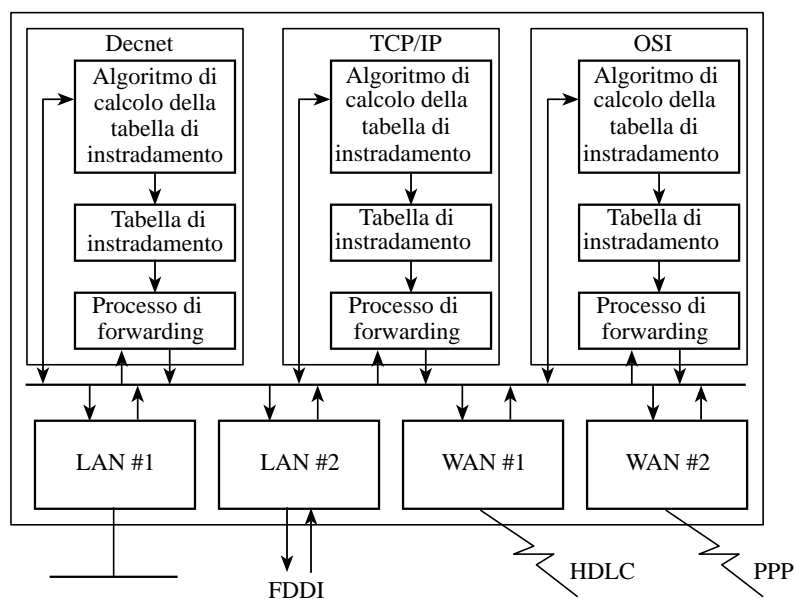 Decnet
Algoritmo di
calcolo della
tabella di
instradamento
Tabella di
instradamento
Processo di
forwarding
TCP/IP
Algoritmo di
calcolo della
tabella di
instradamento
Tabella di
instradamento
Processo di
forwarding
OSI
Algoritmo di
calcolo della
tabella di
instradamento
Tabella di
instradamento
Processo di
forwarding
LAN #1
LAN #2
WAN #1
WAN #2
FDDI
HDLC
PPP